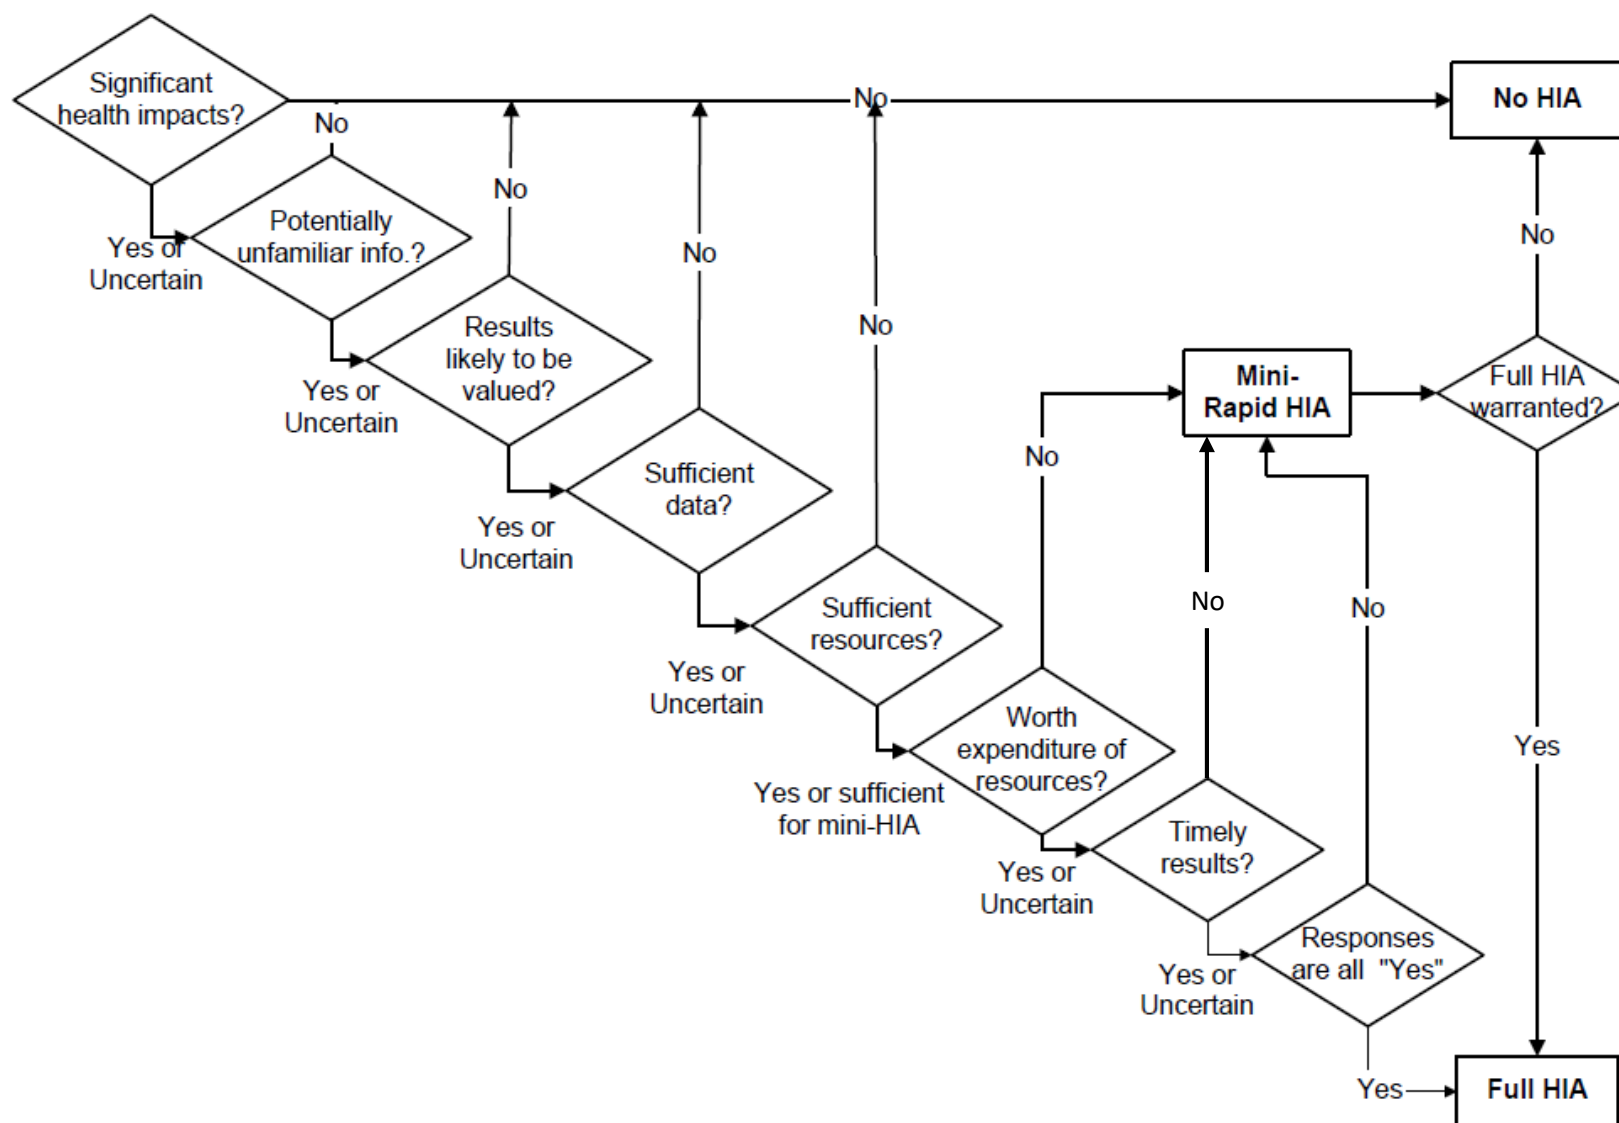 Significant
health impacts?
No
No HIA
No
Potentially
unfamiliar info.?
Yes or
Uncertain
No
Results
likely to be
valued?
Yes or
Uncertain
No
Sufficient
data?
Yes or
Uncertain
No
Sufficient
resources?
Yes or
Uncertain
No
Worth
expenditure of
resources?
Yes or sufficient
for mini-HIA
No
Mini-
Rapid HIA
Full HIA
warranted?
No
Yes
Timely
results?
Yes or
Uncertain
No
Responses
are all "Yes"
Yes or
Uncertain
No
Yes
Full HIA